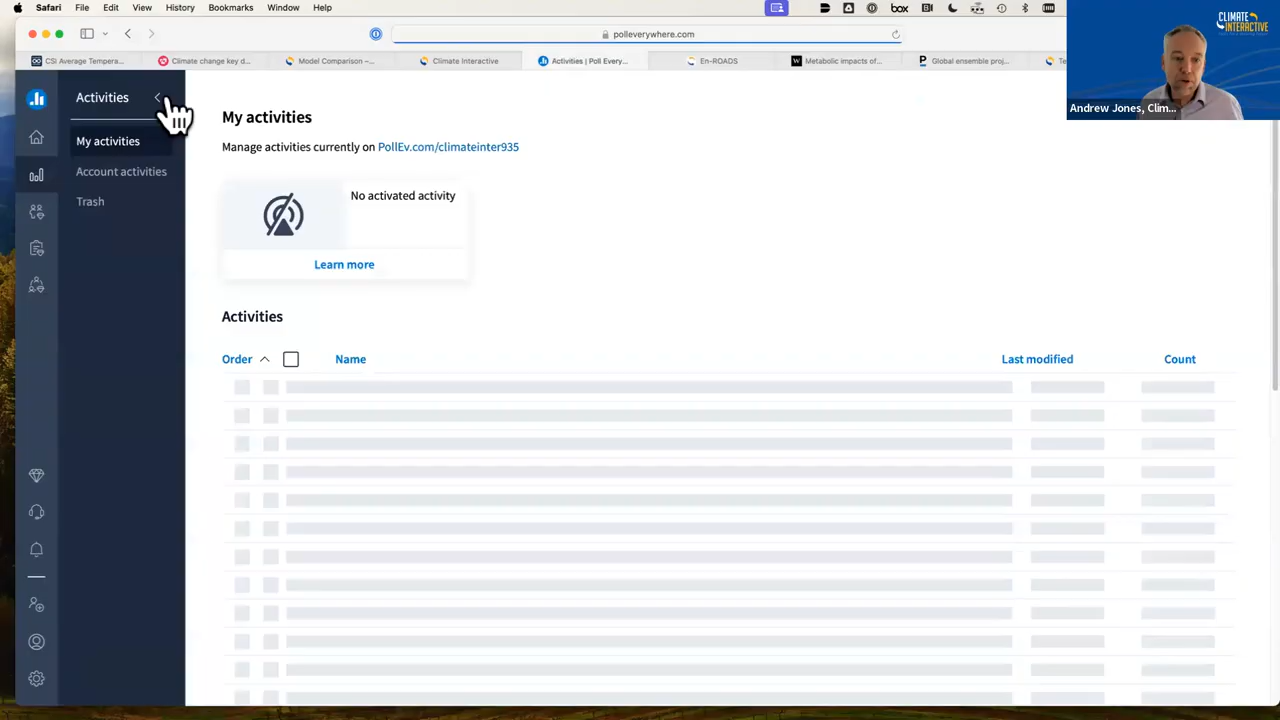 Safari File Edit View History Bookmarks Window Help
box
polleverywhere.com
CSI Average Tempera...
Climate change key d...
Model Comparison –...
Climate Interactive
Activities | Poll Every...
En-ROADS
Metabolic impacts of...
Global ensemble proj...
CLIMATE
INTERACTIVE
Andrew Jones, Clim...
Activities
My activities
Account activities
Trash
My activities
Manage activities currently on PollEv.com/climateinter935
No activated activity
Learn more
Activities
Order Name Last modified Count